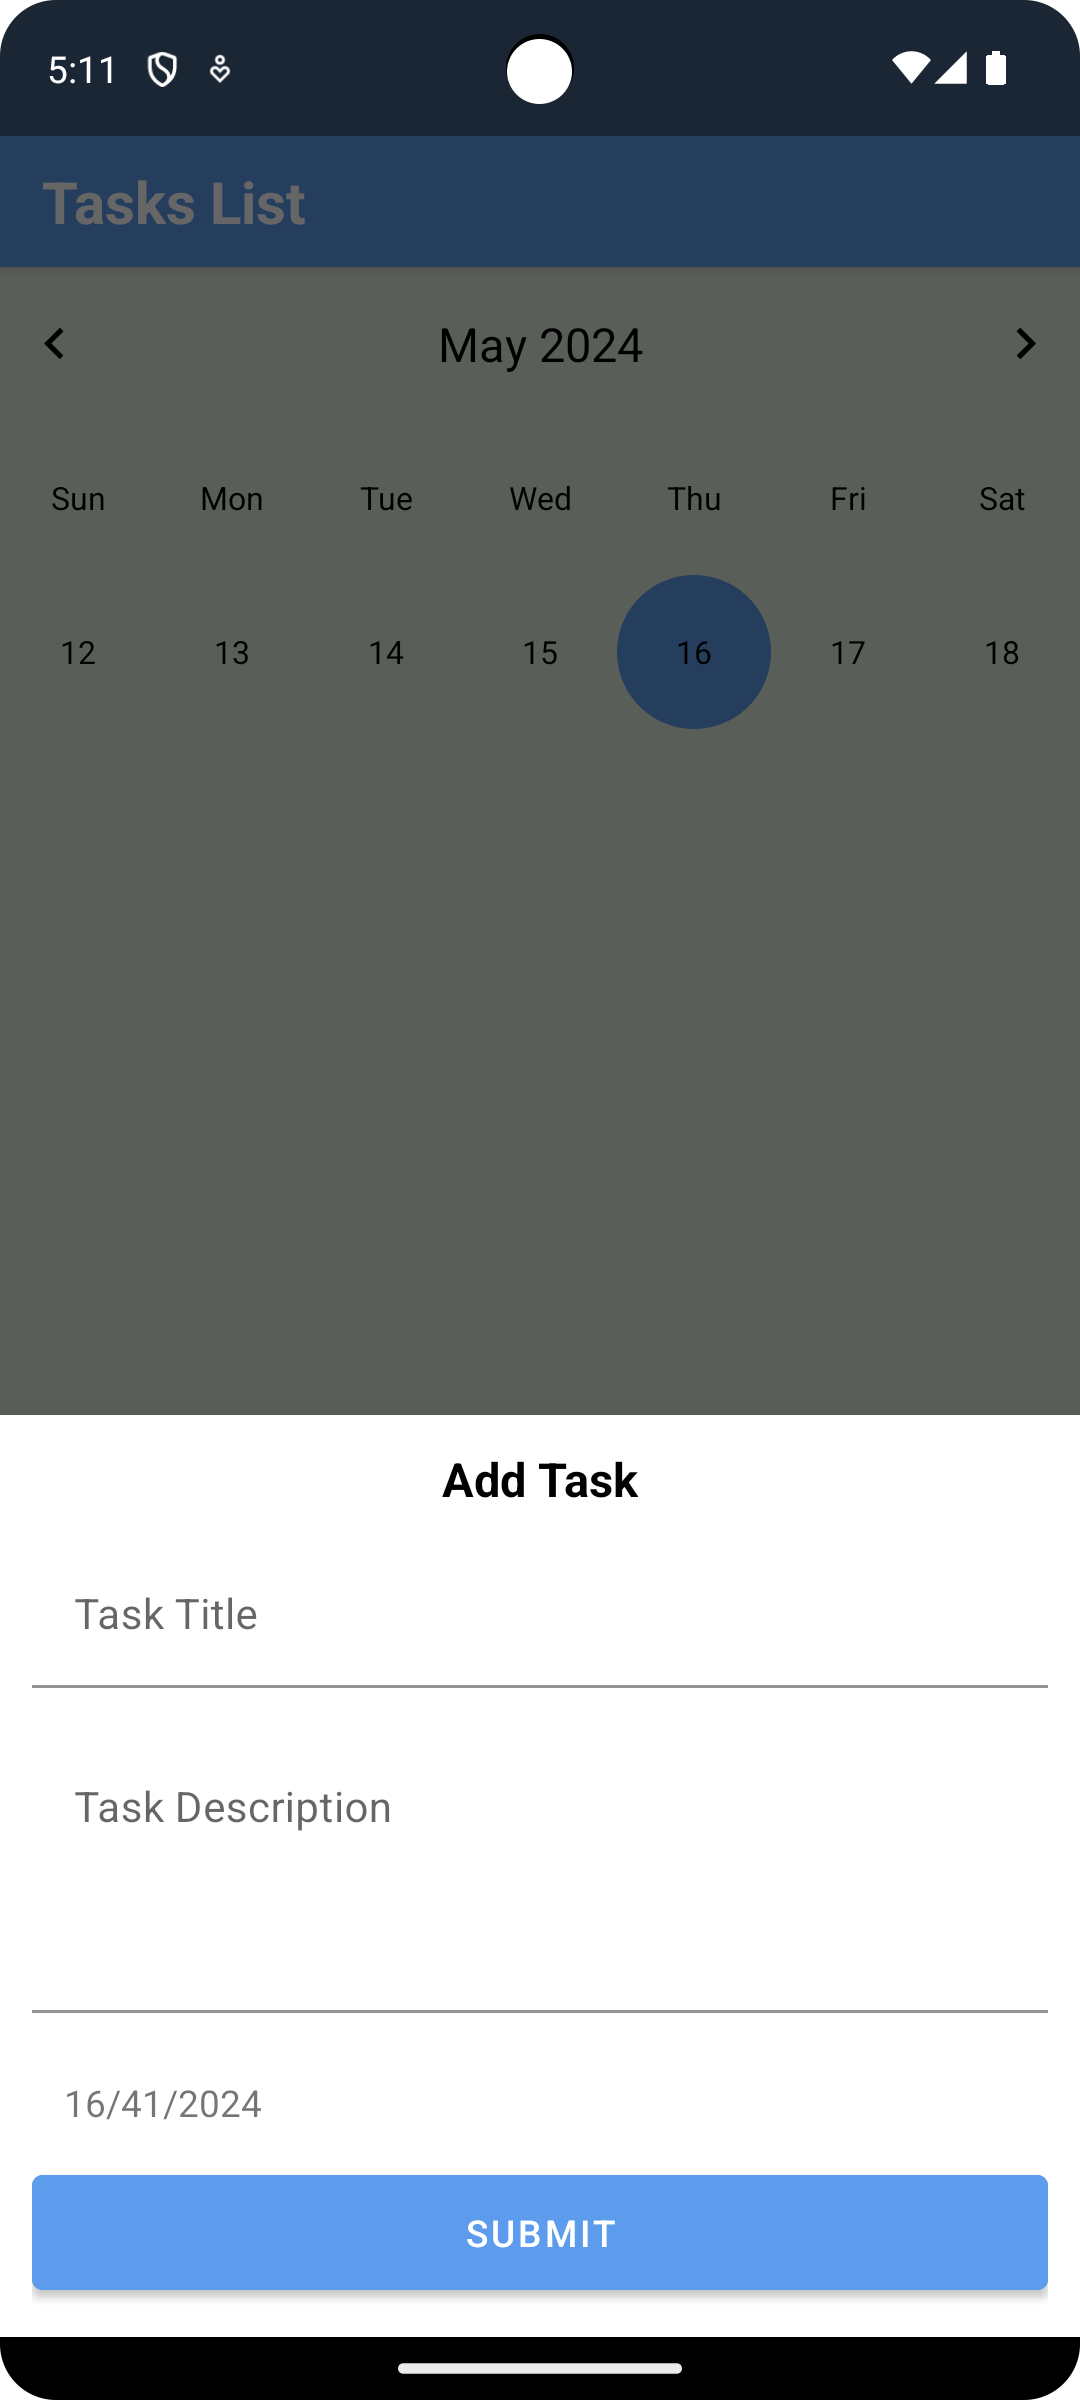 5:11
Tasks List
May 2024
Sun Mon Tue Wed Thu Fri Sat
12 13 14 15 16 17 18
Add Task
Task Title
Task Description
16/41/2024
SUBMIT